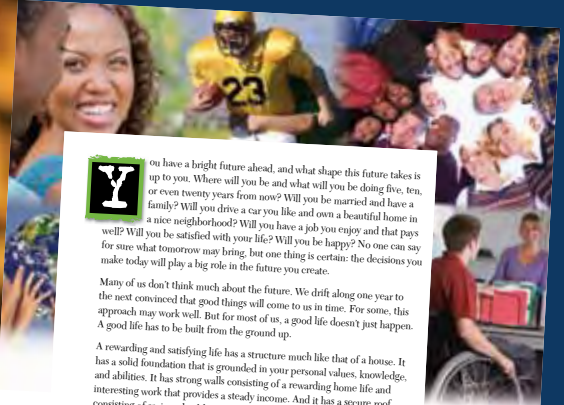 23
You have a bright future ahead, and what shape this future takes is
up to you. Where will you be and what will you be doing five, ten,
or even twenty years from now? Will you be married and have a
family? Will you drive a car you like and own a beautiful home in
a nice neighborhood? Will you have a job you enjoy and that pays
well? Will you be satisfied with your life? Will you be happy? No one can say
for sure what tomorrow may bring, but one thing is certain: the decisions you
make today will play a big role in the future you create.
Many of us don't think much about the future. We drift along one year to
the next convinced that good things will come to us in time. For some, this
approach may work well. But for most of us, a good life doesn't just happen.
A good life has to be built from the ground up.
A rewarding and satisfying life has a structure much like that of a house. It
has a solid foundation that is grounded in your personal values, knowledge,
and abilities. It has strong walls consisting of a rewarding home life and
interesting work that provides a steady income. And it has a secure roof
consisting of